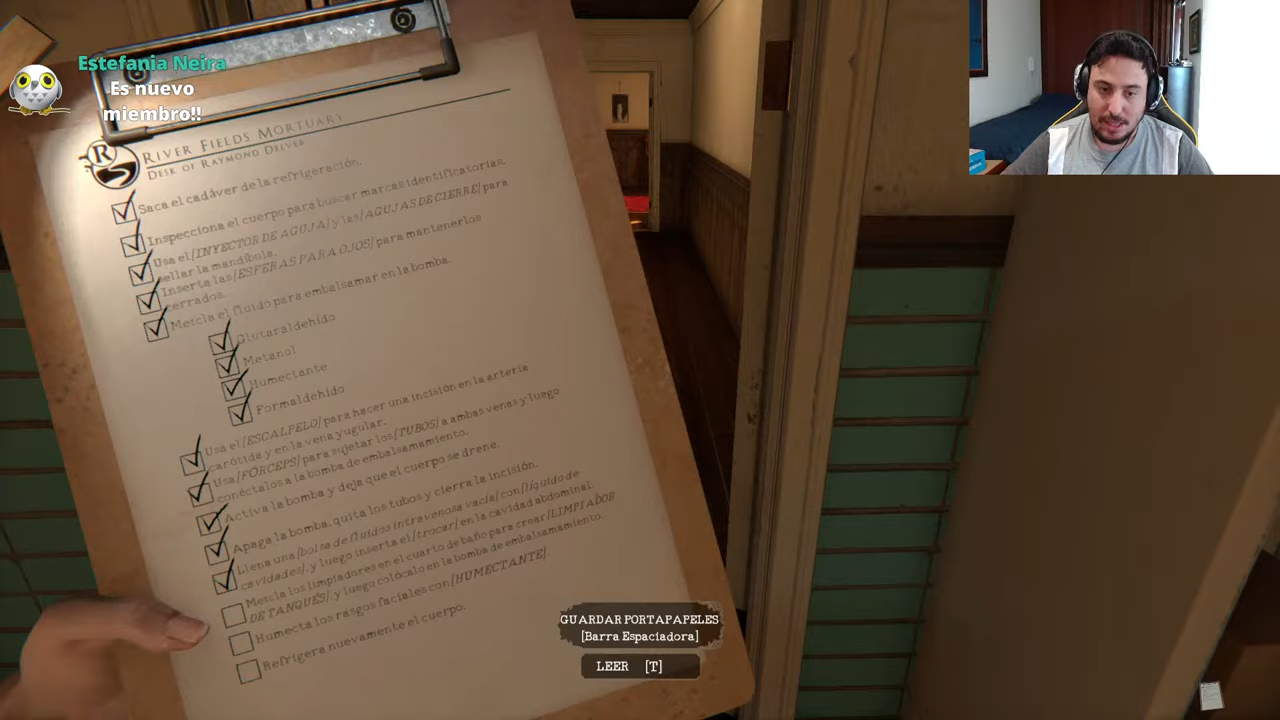 Estefania Neira
Es nuevo
miembro!!
R
RIVER FIELDS MORTUARY
DESK OF RAYMOND DELVER
Saca el cadáver de la refrigeración.
Inspecciona el cuerpo para buscar marcas identificatorias.
Usa el [INYECTOR DE AGUJA] y las [AGUJAS DE CIERRE] para
sellar la mandíbula.
Inserta las [ESFERAS PARA OJOS] para mantenerlos
cerrados.
Mezcla el fluido para embalsamar en la bomba.
Glutaraldehido
Metanol
Humectante
Formaldehido
Usa el [ESCALPELO] para hacer una incisión en la arteria
carótida y en la vena yugular.
Usa [FÓRCEPS] para sujetar los [TUBOS] a ambas venas y luego
conéctalos a la bomba de embalsamamiento.
Activa la bomba y deja que el cuerpo se drene.
Apaga la bomba, quita los tubos y cierra la incisión.
Llena una [bolsa de fluidos intravenosa vacía] con [líquido de
cavidades], y luego inserta el [trocar] en la cavidad abdominal.
Mezcla los limpiadores en el cuarto de baño para crear [LIMPIADOR
DE TANQUES], y luego colócalo en la bomba de embalsamamiento.
Humecta los rasgos faciales con [HUMECTANTE].
Refrigera nuevamente el cuerpo.
GUARDAR PORTAPAPELES
[Barra Espaciadora]
LEER [T]